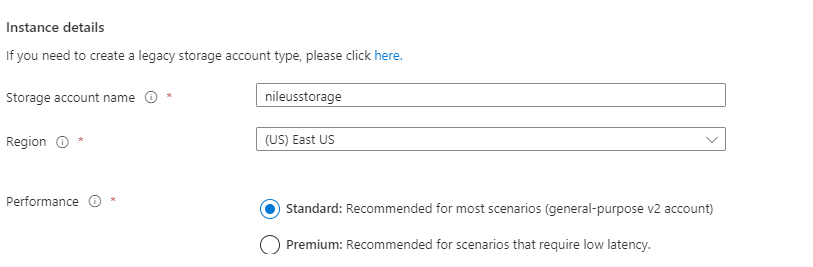 Instance details
If you need to create a legacy storage account type, please click here.
Storage account name * nileusstorage
Region * (US) East US
Performance * Standard: Recommended for most scenarios (general-purpose v2 account)
Premium: Recommended for scenarios that require low latency.